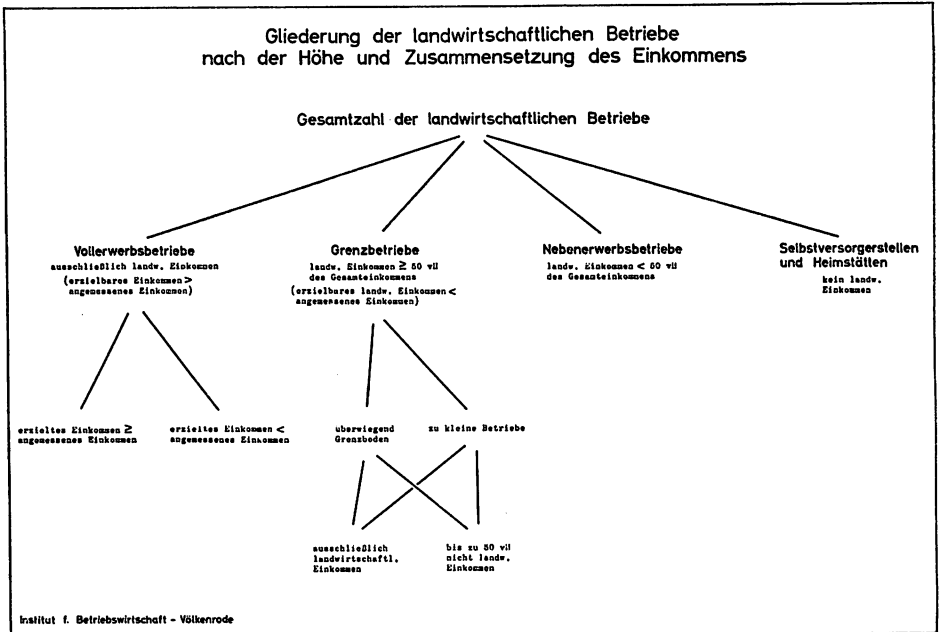 Gliederung der landwirtschaftlichen Betriebe
nach der Höhe und Zusammensetzung des Einkommens
Gesamtzahl der landwirtschaftlichen Betriebe
Vollerwerbsbetriebe
ausschließlich landw. Einkommen
(erzielbares Einkommen >
angemessenes Einkommen)
Grenzbetriebe
landw. Einkommen ≥ 50 vH
des Gesamteinkommens
(erzielbares landw. Einkommen <
angemessenes Einkommen)
Nebenerwerbsbetriebe
landw. Einkommen < 50 vH
des Gesamteinkommens
Selbstversorgerstellen
und Heimstätten
kein landw.
Einkommen
erzieltes Einkommen ≥
angemessenes Einkommen
erzieltes Einkommen <
angemessenes Einkommen
uberwiegend
Grenzboden
zu kleine Betriebe
ausschließlich
landwirtschaftl.
Einkommen
bis zu 50 vH
nicht landw.
Einkommen
Institut f. Betriebswirtschaft - Völkenrode